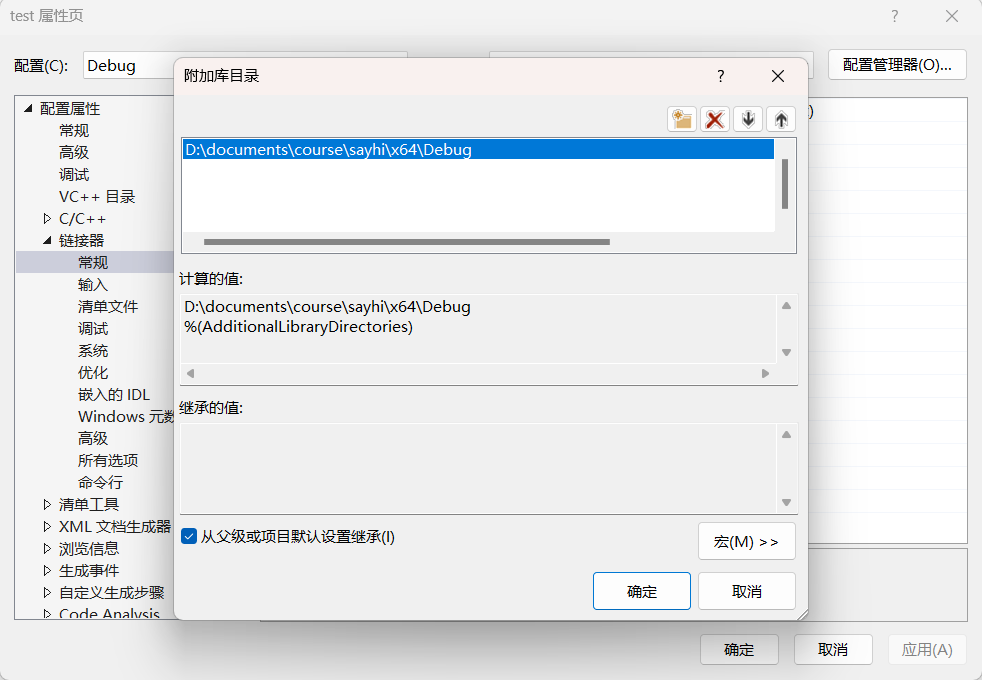 test 属性页
?
配置(C):
Debug
配置管理器(O)...
配置属性
常规
高级
调试
VC++ 目录
C/C++
链接器
常规
输入
清单文件
调试
系统
优化
嵌入的 IDL
Windows 元数
高级
所有选项
命令行
清单工具
XML 文档生成器
浏览信息
生成事件
自定义生成步骤
Code Analysis
附加库目录
?
D:\documents\course\sayhi\x64\Debug
计算的值:
D:\documents\course\sayhi\x64\Debug
%(AdditionalLibraryDirectories)
继承的值:
从父级或项目默认设置继承(I)
宏(M) >>
确定
取消
确定
取消
应用(A)